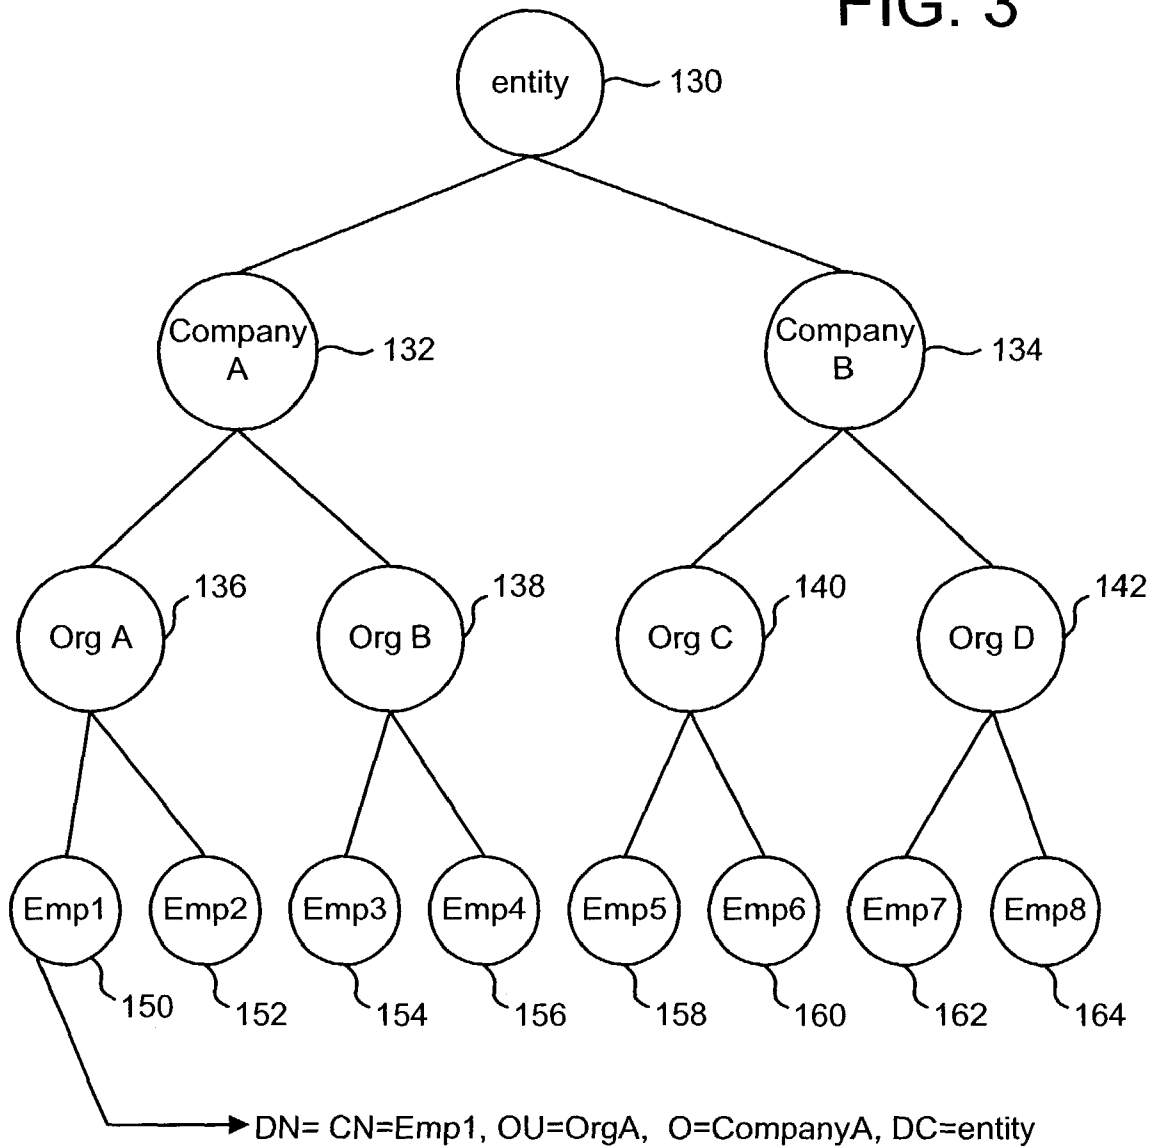 FIG. 3
entity
130
Company
A
132
Company
B
134
Org A
136
Org B
138
Org C
140
Org D
142
Emp1
Emp2
Emp3
Emp4
Emp5
Emp6
Emp7
Emp8
150
152
154
156
158
160
162
164
DN= CN=Emp1, OU=OrgA, O=CompanyA, DC=entity